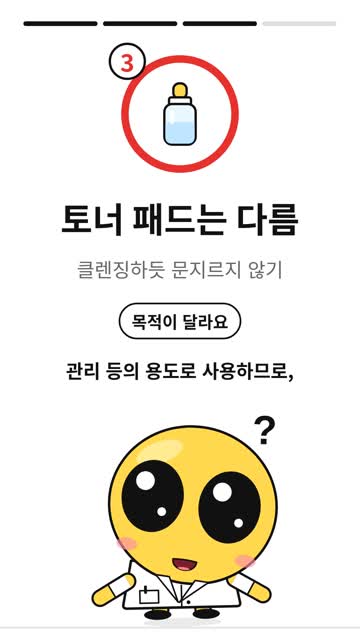 3
토너 패드는 다름
클렌징하듯 문지르지 않기
목적이 달라요
관리 등의 용도로 사용하므로,
?